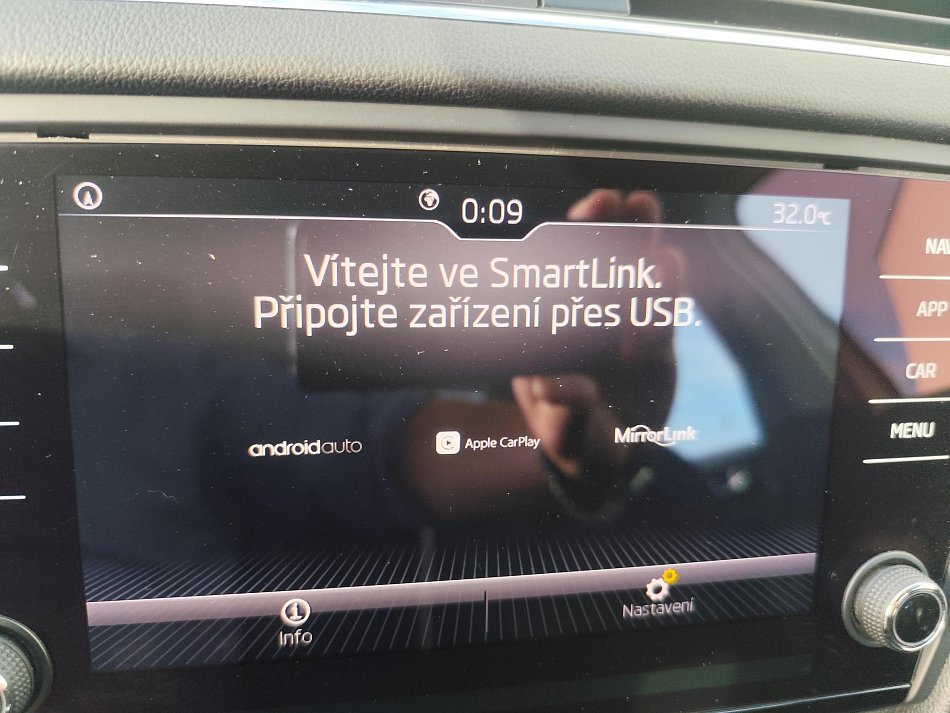 0:09
32.0°C
Vítejte ve SmartLink.
Připojte zařízení přes USB.
androidauto
Apple CarPlay
MirrorLink
Info
Nastavení
APP
CAR
MENU